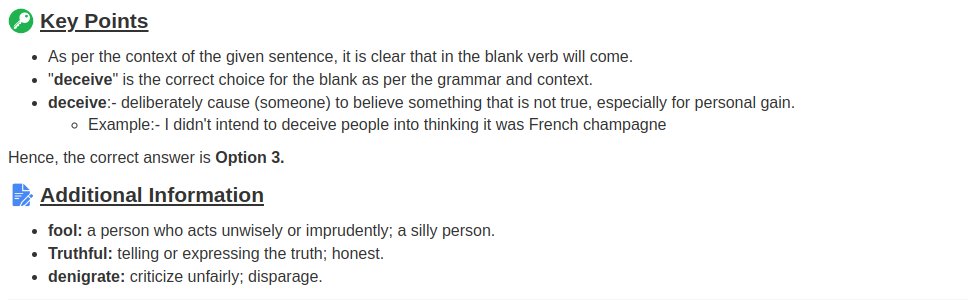 Key Points
As per the context of the given sentence, it is clear that in the blank verb will come.
"deceive" is the correct choice for the blank as per the grammar and context.
deceive:- deliberately cause (someone) to believe something that is not true, especially for personal gain.
Example:- I didn't intend to deceive people into thinking it was French champagne
Hence, the correct answer is Option 3.
Additional Information
fool: a person who acts unwisely or imprudently; a silly person.
Truthful: telling or expressing the truth; honest.
denigrate: criticize unfairly; disparage.